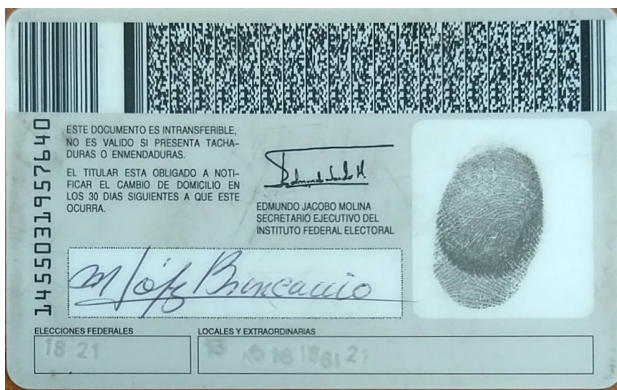 ESTE DOCUMENTO ES INTRANSFERIBLE,
NO ES VALIDO SI PRESENTA TACHA-
DURAS O ENMENDADURAS.
EL TITULAR ESTA OBLIGADO A NOTI-
FICAR EL CAMBIO DE DOMICILIO EN
LOS 30 DIAS SIGUIENTES A QUE ESTE
OCURRA.
EDMUNDO JACOBO MOLINA
SECRETARIO EJECUTIVO DEL
INSTITUTO FEDERAL ELECTORAL
1455031957640
ELECCIONES FEDERALES
18 21
LOCALES Y EXTRAORDINARIAS
21